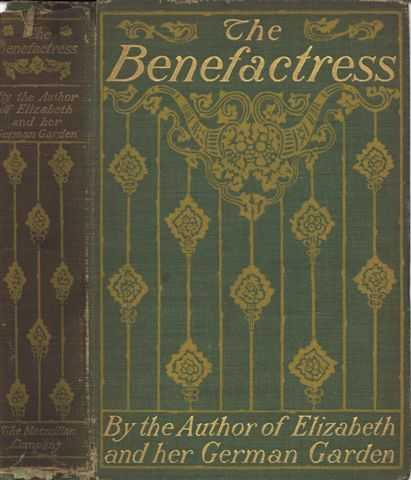 The
Benefactress
By the Author
of Elizabeth
and her
German Garden
The Macmillan
Company
The
Benefactress
By the Author of Elizabeth
and her German Garden